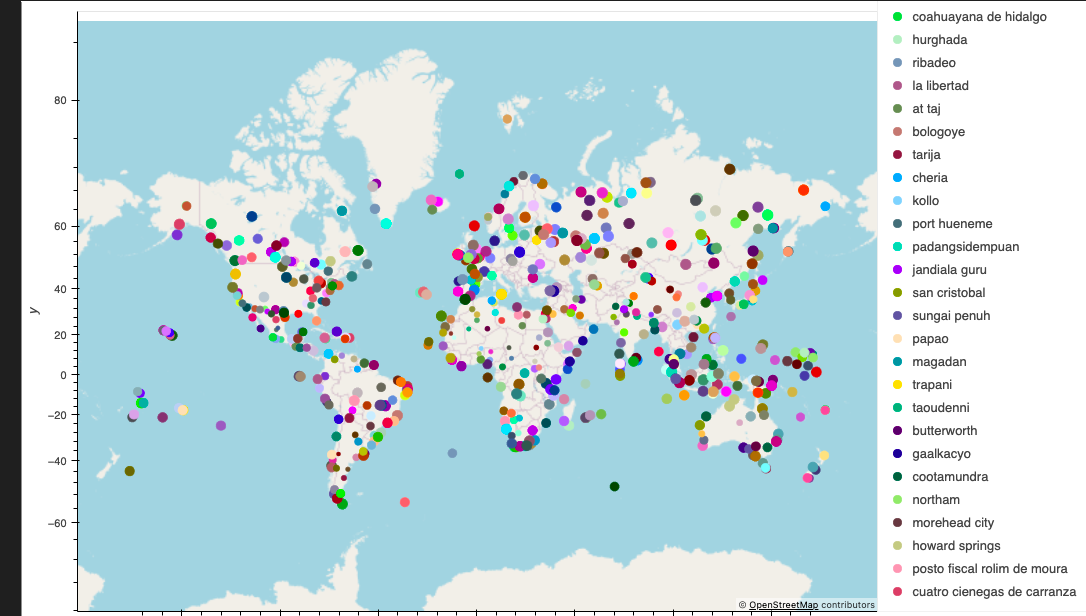 80
60
40
20
0
−20
−40
−60
y
© OpenStreetMap contributors
coahuayana de hidalgo
hurghada
ribadeo
la libertad
at taj
bologoye
tarija
cheria
kollo
port hueneme
padangsidempuan
jandiala guru
san cristobal
sungai penuh
papao
magadan
trapani
taoudenni
butterworth
gaalkacyo
cootamundra
northam
morehead city
howard springs
posto fiscal rolim de moura
cuatro cienegas de carranza